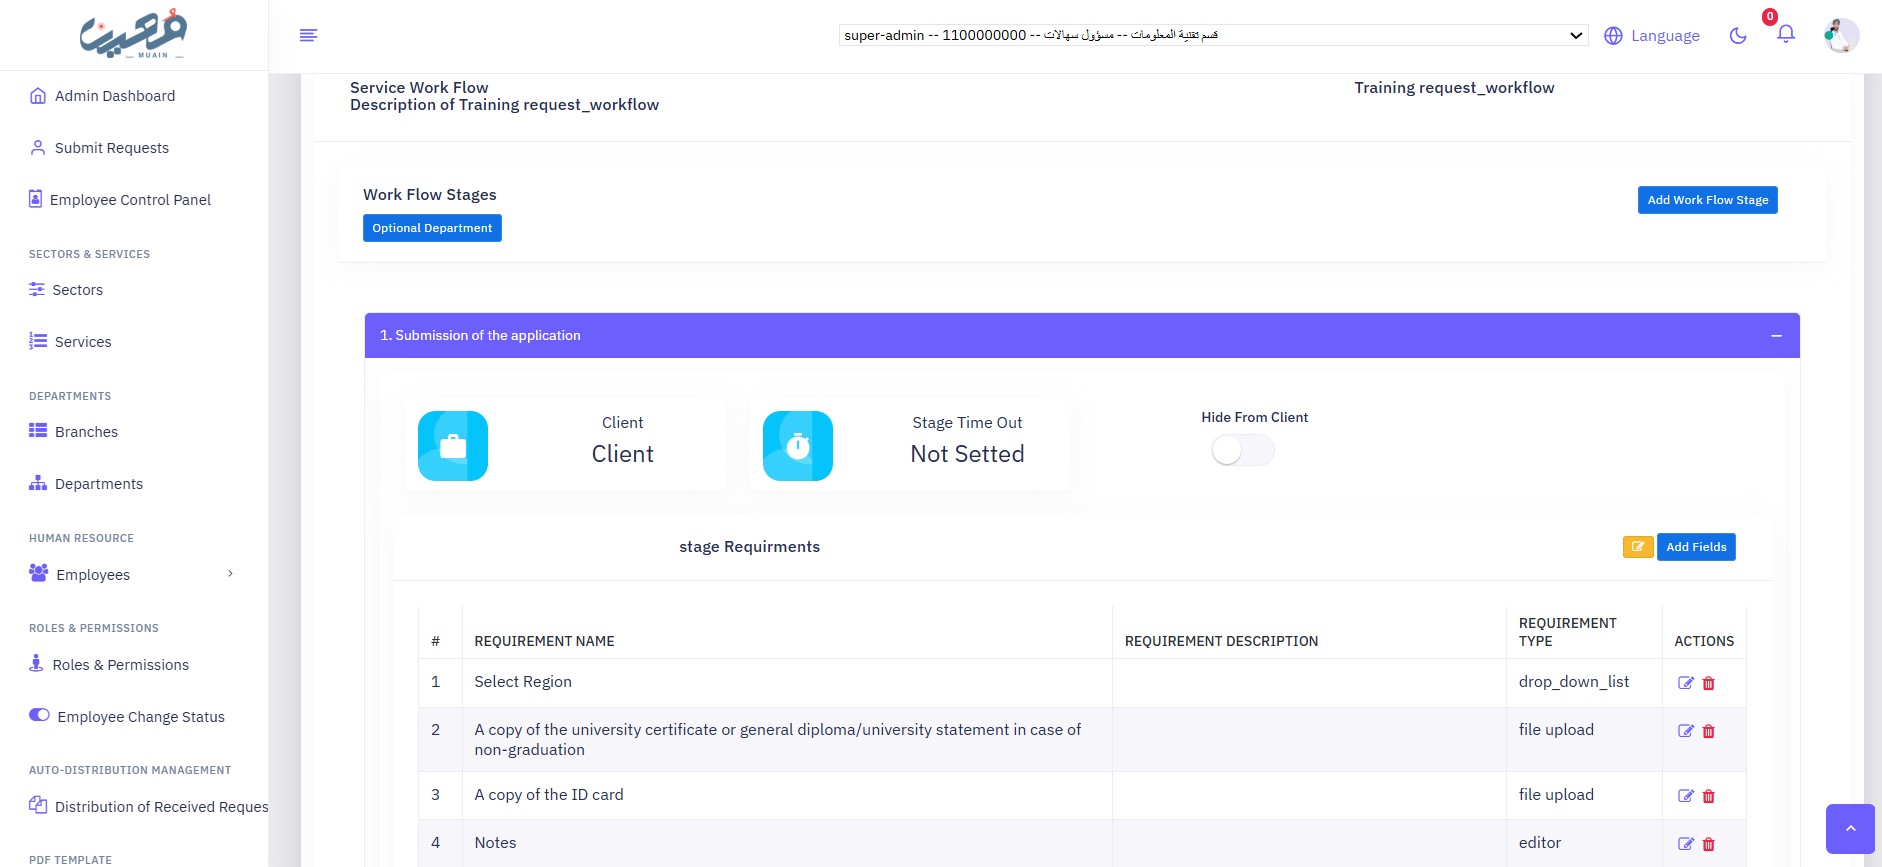 معين
MUAIN
super-admin -- 1100000000 -- قسم تقنية المعلومات -- مسؤول سهالات
Language
0
Admin Dashboard
Submit Requests
Employee Control Panel
SECTORS & SERVICES
Sectors
Services
DEPARTMENTS
Branches
Departments
HUMAN RESOURCE
Employees
ROLES & PERMISSIONS
Roles & Permissions
Employee Change Status
AUTO-DISTRIBUTION MANAGEMENT
Distribution of Received Reques
PDF TEMPLATE
Service Work Flow
Training request_workflow
Description of Training request_workflow
Work Flow Stages
Optional Department
Add Work Flow Stage
1. Submission of the application
Client
Client
Stage Time Out
Not Setted
Hide From Client
stage Requirments
Add Fields
# REQUIREMENT NAME REQUIREMENT DESCRIPTION REQUIREMENT TYPE ACTIONS
1 Select Region drop_down_list
2 A copy of the university certificate or general diploma/university statement in case of
non-graduation file upload
3 A copy of the ID card file upload
4 Notes editor